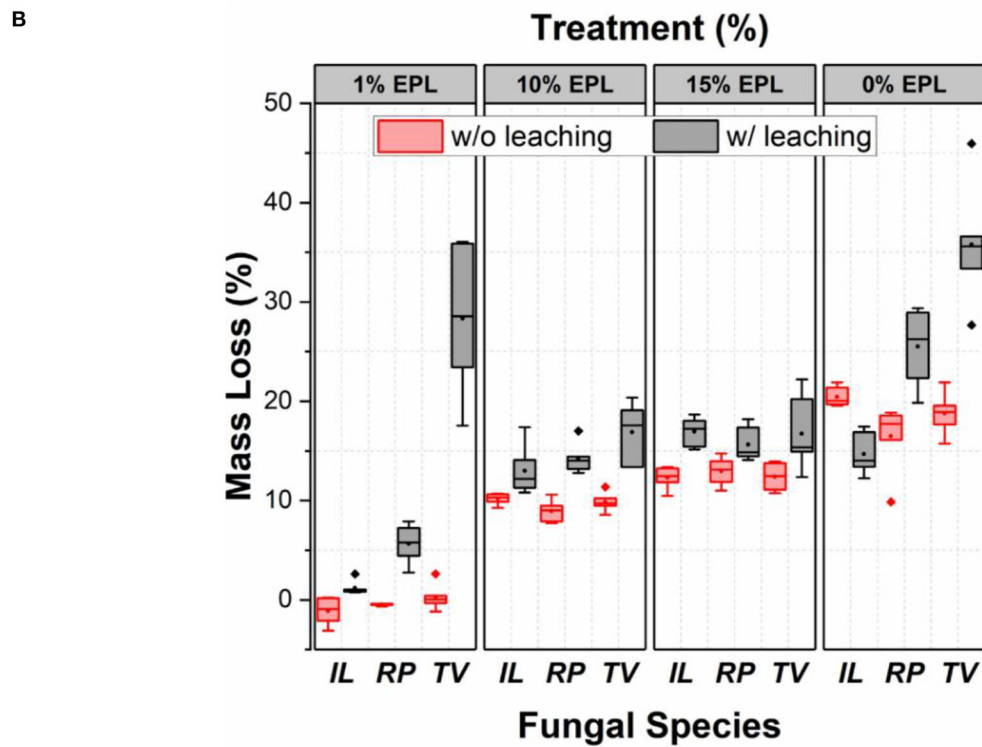 B
Treatment (%)
1% EPL 10% EPL 15% EPL 0% EPL
w/o leaching w/ leaching
50
40
30
20
10
0
Mass Loss (%)
IL RP TV IL RP TV IL RP TV IL RP TV
Fungal Species